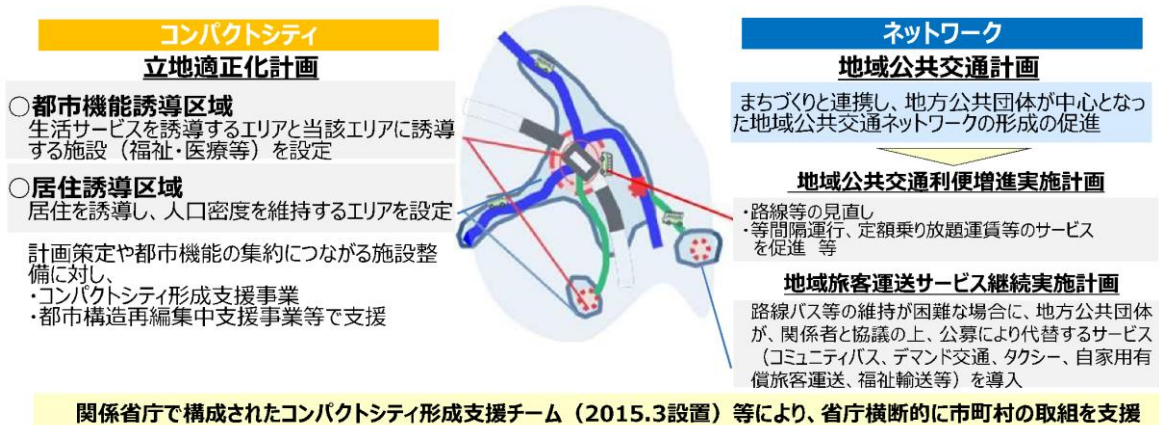 コンパクトシティ
立地適正化計画
○都市機能誘導区域
生活サービスを誘導するエリアと当該エリアに誘導
する施設（福祉・医療等）を設定
○居住誘導区域
居住を誘導し、人口密度を維持するエリアを設定
計画策定や都市機能の集約につながる施設整
備に対し、
・コンパクトシティ形成支援事業
・都市構造再編集中支援事業等で支援
ネットワーク
地域公共交通計画
まちづくりと連携し、地方公共団体が中心となっ
た地域公共交通ネットワークの形成の促進
地域公共交通利便増進実施計画
・路線等の見直し
・等間隔運行、定額乗り放題運賃等のサービス
を促進 等
地域旅客運送サービス継続実施計画
路線バス等の維持が困難な場合に、地方公共団体
が、関係者と協議の上、公募により代替するサービス
（コミュニティバス、デマンド交通、タクシー、自家用有
償旅客運送、福祉輸送等）を導入
関係省庁で構成されたコンパクトシティ形成支援チーム（2015.3設置）等により、省庁横断的に市町村の取組を支援